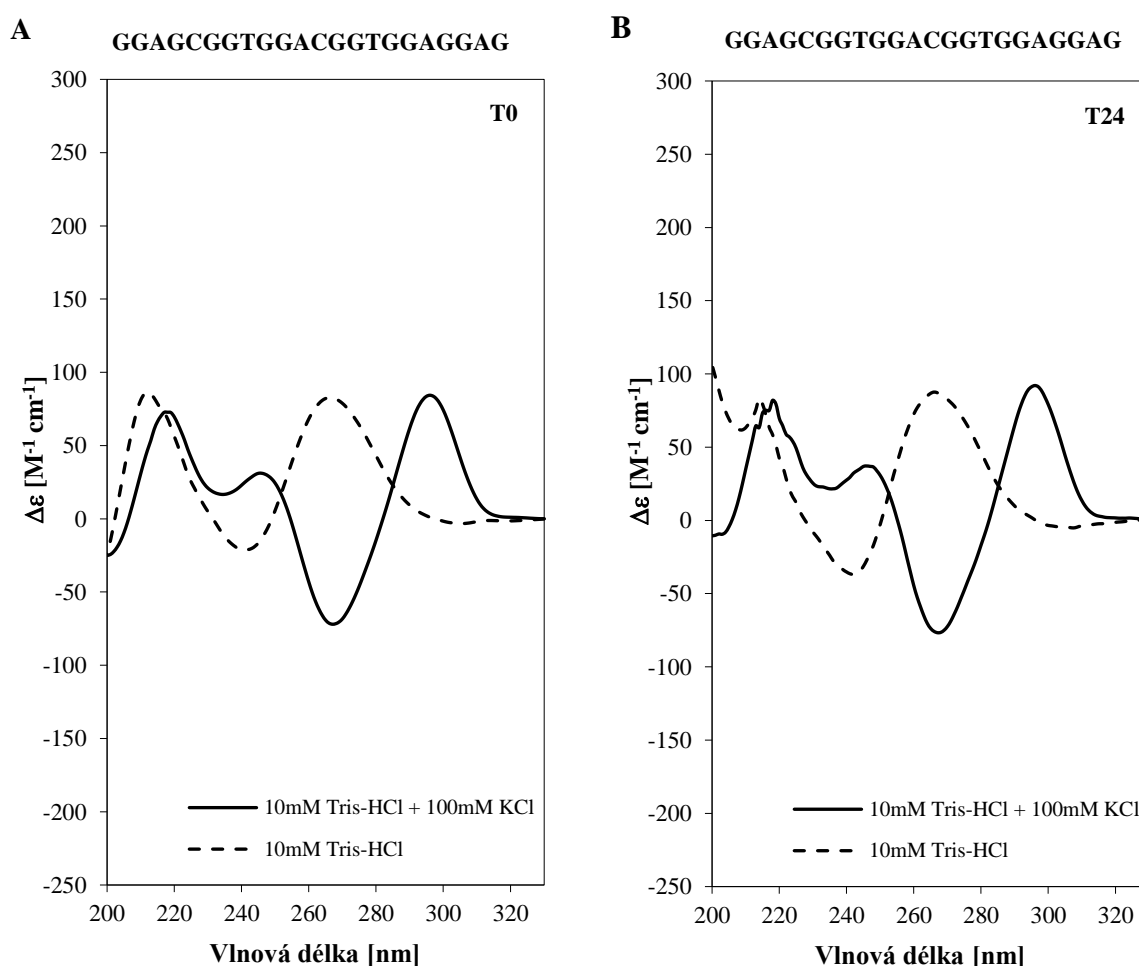 A
GGAGCGGTGGACGGTGGAGGAG
T0
300
250
200
150
100
50
0
-50
-100
-150
-200
-250
Δε [M-1 cm-1]
10mM Tris-HCl + 100mM KCl
10mM Tris-HCl
200 220 240 260 280 300 320
Vlnová délka [nm]
B
GGAGCGGTGGACGGTGGAGGAG
T24
300
250
200
150
100
50
0
-50
-100
-150
-200
-250
Δε [M-1 cm-1]
10mM Tris-HCl + 100mM KCl
10mM Tris-HCl
200 220 240 260 280 300 320
Vlnová délka [nm]